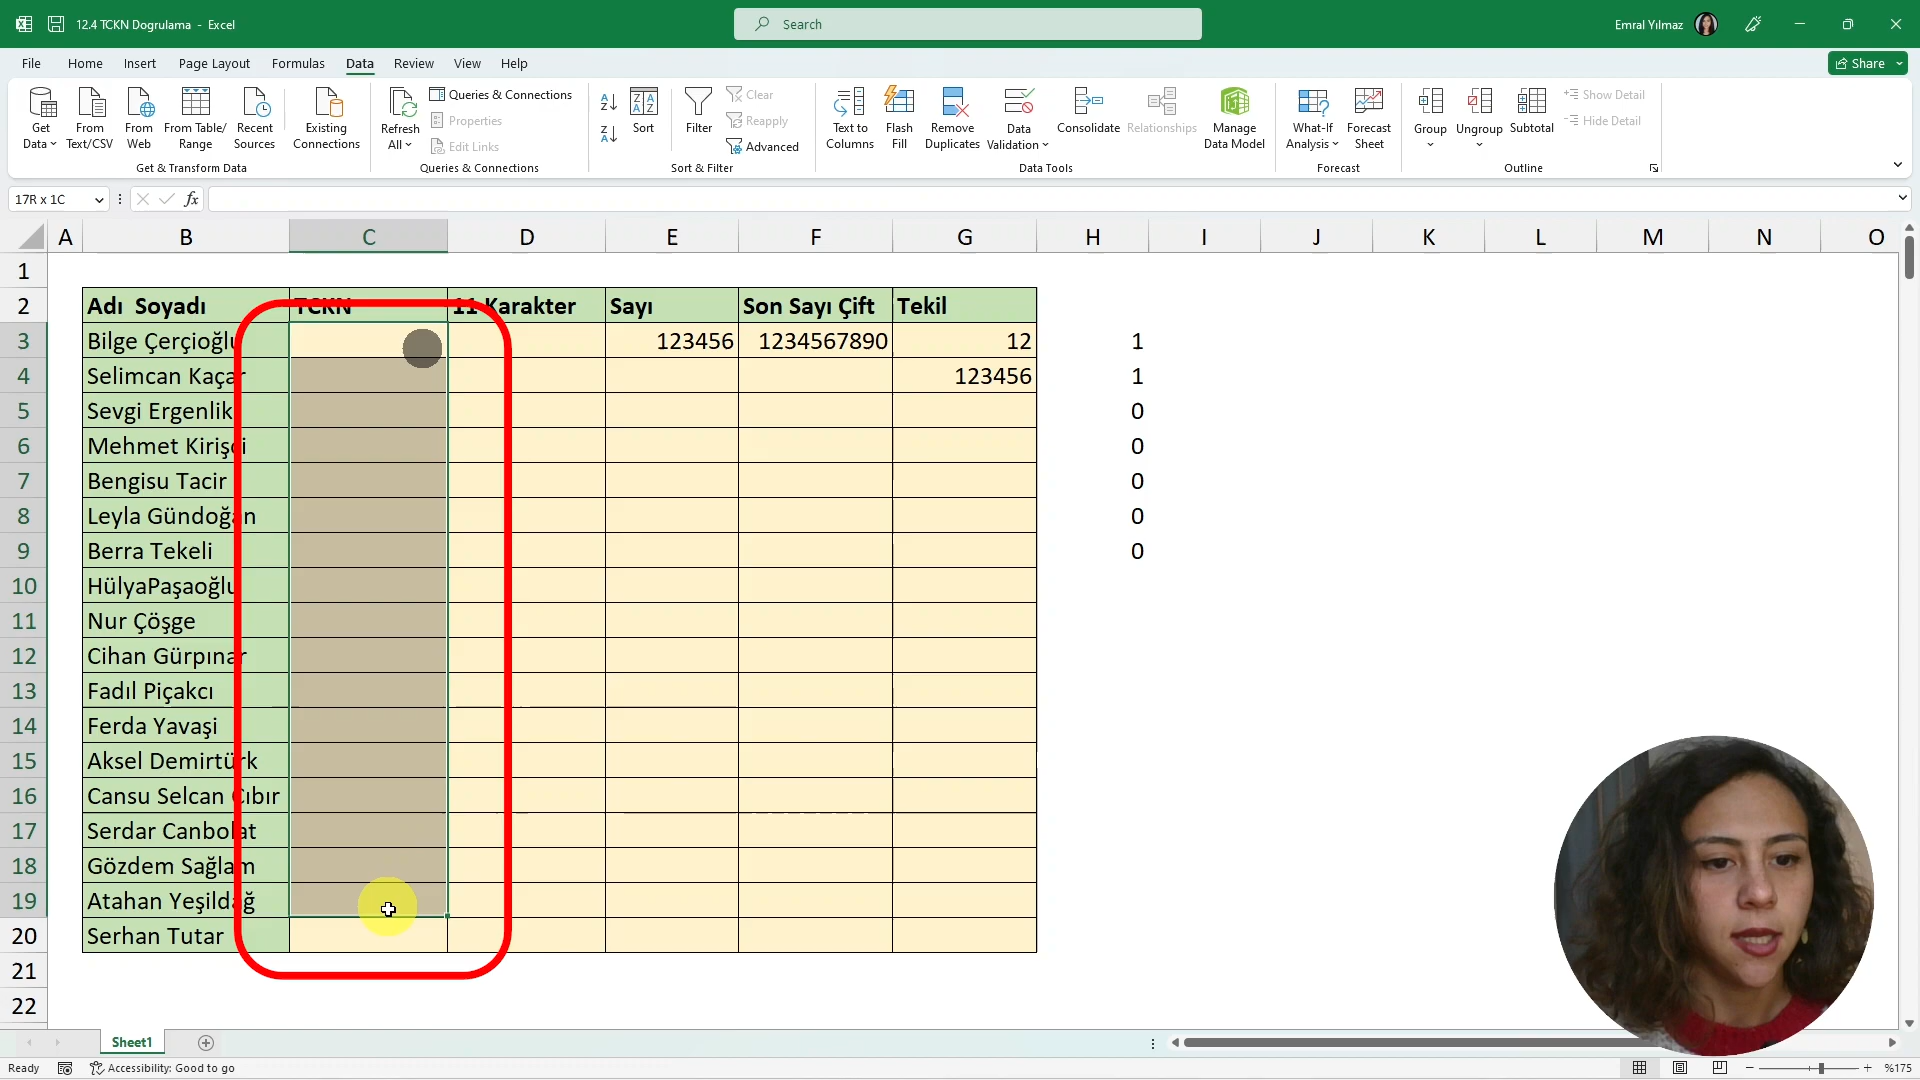 12.4 TCKN Dogrulama - Excel
Search
Emral Yılmaz
File Home Insert Page Layout Formulas Data Review View Help
Share
Get Data
From Text/CSV
From Web
From Table/ Range
Recent Sources
Existing Connections
Refresh All
Queries & Connections
Properties
Edit Links
Sort
Filter
Clear
Reapply
Advanced
Text to Columns
Flash Fill
Remove Duplicates
Data Validation
Consolidate
Relationships
Manage Data Model
What-If Analysis
Forecast Sheet
Group
Ungroup
Subtotal
Show Detail
Hide Detail
Get & Transform Data
Queries & Connections
Sort & Filter
Data Tools
Forecast
Outline
17R x 1C
fx
A B C D E F G H I J K L M N O
1
2 Adı Soyadı TCKN 11 Karakter Sayı Son Sayı Çift Tekil
3 Bilge Çerçioğlu 123456 1234567890 12 1
4 Selimcan Kaçar 123456 1
5 Sevgi Ergenlik 0
6 Mehmet Kirişci 0
7 Bengisu Tacir 0
8 Leyla Gündoğan 0
9 Berra Tekeli 0
10 HülyaPaşaoğlu
11 Nur Çöşge
12 Cihan Gürpınar
13 Fadıl Piçakcı
14 Ferda Yavaşi
15 Aksel Demirtürk
16 Cansu Selcan Cıbır
17 Serdar Canbolat
18 Gözdem Sağlam
19 Atahan Yeşildağ
20 Serhan Tutar
21
22
Sheet1
Ready
Accessibility: Good to go
%175